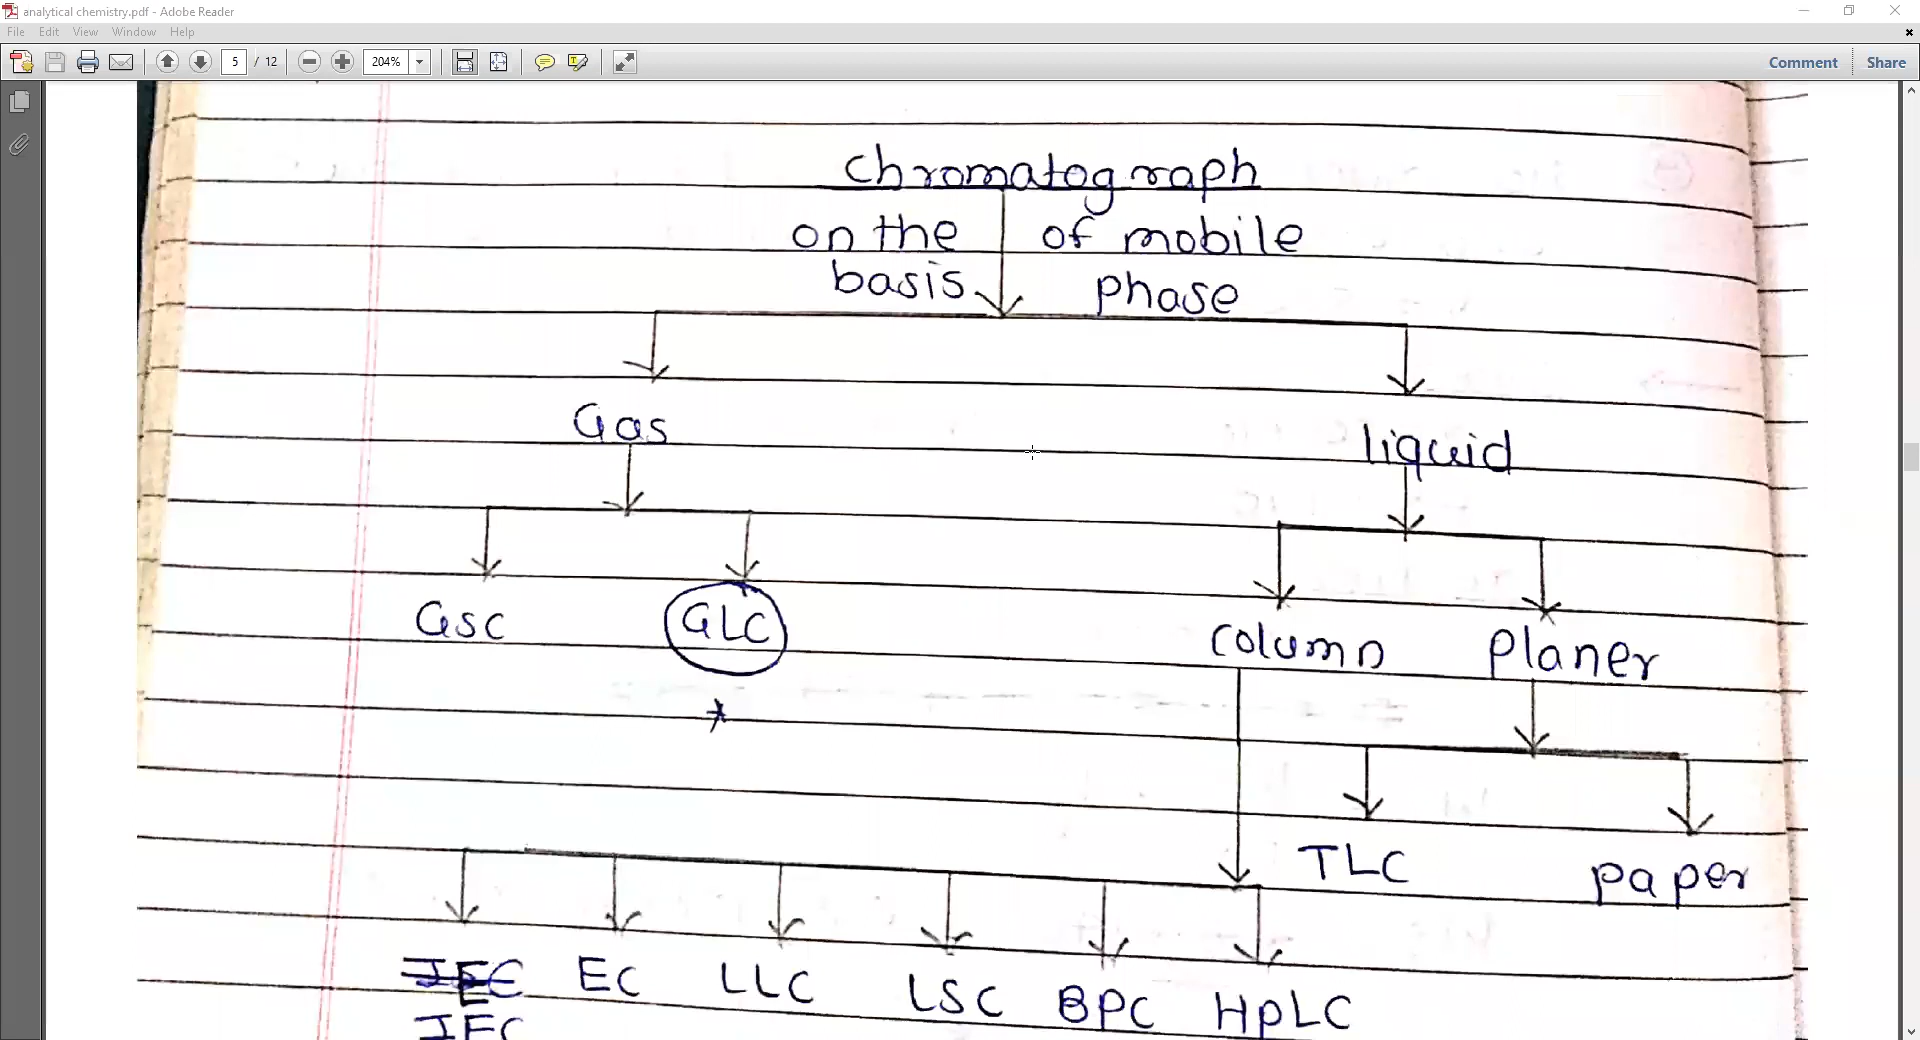 analytical chemistry.pdf - Adobe Reader
File Edit View Window Help
5 / 12 204% Comment Share
Chromatograph
on the of mobile
basis phase
Gas liquid
GSC GLC column Planer
TLC paper
IEC EC LLC LSC BPC HpLC
IEC